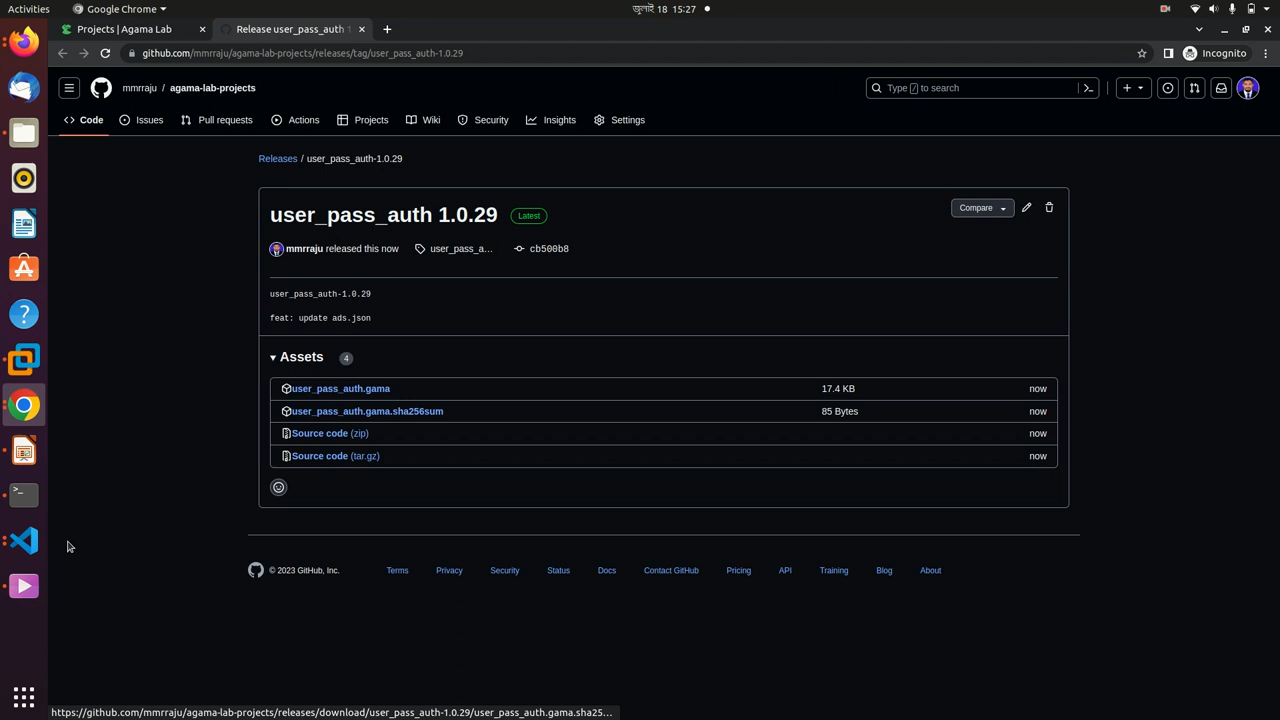 Activities
Google Chrome
জুলাই 18 15:27
Projects | Agama Lab
Release user_pass_auth 1
github.com/mmrraju/agama-lab-projects/releases/tag/user_pass_auth-1.0.29
Incognito
mmrraju / agama-lab-projects
Type / to search
Code
Issues
Pull requests
Actions
Projects
Wiki
Security
Insights
Settings
Releases / user_pass_auth-1.0.29
user_pass_auth 1.0.29
Latest
Compare
mmrraju released this now
user_pass_a…
cb500b8
user_pass_auth-1.0.29
feat: update ads.json
Assets 4
user_pass_auth.gama 17.4 KB now
user_pass_auth.gama.sha256sum 85 Bytes now
Source code (zip) now
Source code (tar.gz) now
© 2023 GitHub, Inc.
Terms
Privacy
Security
Status
Docs
Contact GitHub
Pricing
API
Training
Blog
About
https://github.com/mmrraju/agama-lab-projects/releases/download/user_pass_auth-1.0.29/user_pass_auth.gama.sha25…